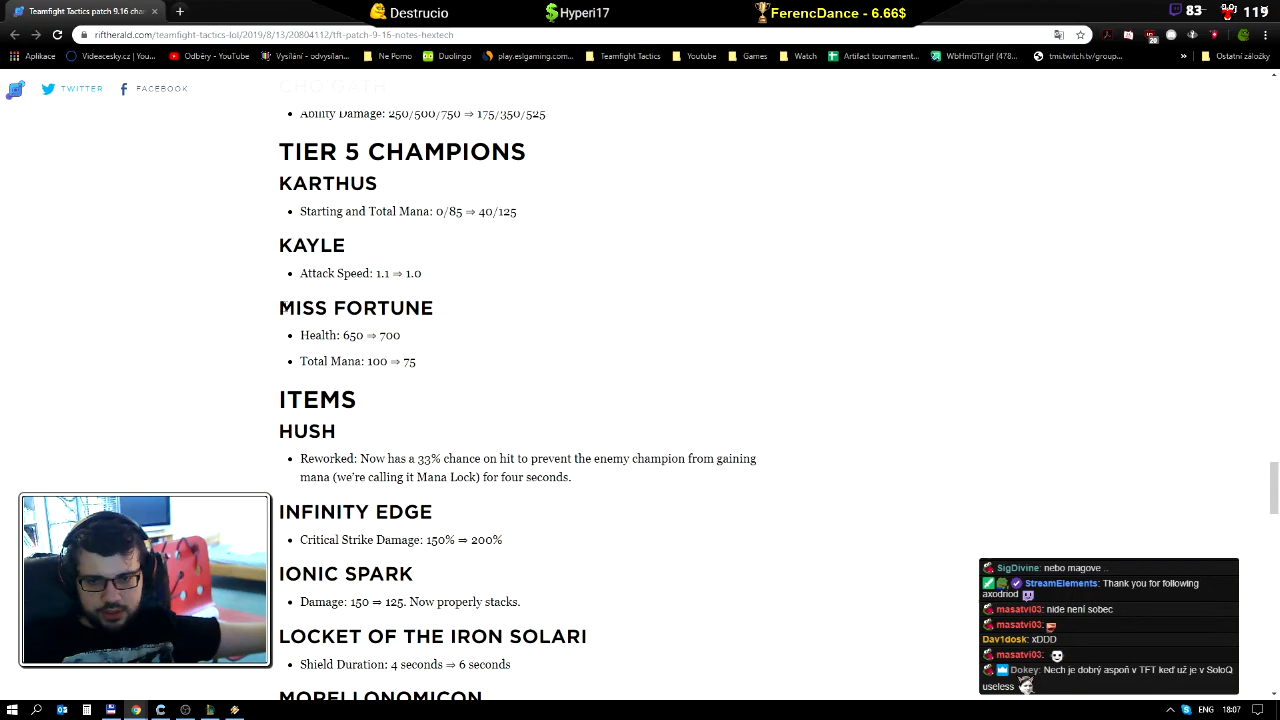 Destrucio
Hyperi17
FerencDance - 6.66$
83
119
Teamfight Tactics patch 9.16 char
riftherald.com/teamfight-tactics-lol/2019/8/13/20804112/tft-patch-9-16-notes-hextech
Aplikace
Videacesky.cz | You...
Odběry - YouTube
Vysílání - odvysílan...
Ne Porno
Duolingo
play.eslgaming.com...
Teamfight Tactics
Youtube
Games
Watch
Artifact tournament...
WbHmGTf.gif (478...
tmi.twitch.tv/group...
Ostatní záložky
TWITTER
FACEBOOK
CHO'GATH
Ability Damage: 250/500/750 ⇒ 175/350/525
TIER 5 CHAMPIONS
KARTHUS
Starting and Total Mana: 0/85 ⇒ 40/125
KAYLE
Attack Speed: 1.1 ⇒ 1.0
MISS FORTUNE
Health: 650 ⇒ 700
Total Mana: 100 ⇒ 75
ITEMS
HUSH
Reworked: Now has a 33% chance on hit to prevent the enemy champion from gaining
mana (we're calling it Mana Lock) for four seconds.
INFINITY EDGE
Critical Strike Damage: 150% ⇒ 200%
IONIC SPARK
Damage: 150 ⇒ 125. Now properly stacks.
LOCKET OF THE IRON SOLARI
Shield Duration: 4 seconds ⇒ 6 seconds
MORELLONOMICON
SigDivine: nebo magove ..
StreamElements: Thank you for following
axodriod
masatvi03: nide není sobec
masatvi03:
Dav1dosk: xDDD
masatvi03:
Dokey: Nech je dobrý aspoň v TFT keď už je v SoloQ
useless
ENG
18:07